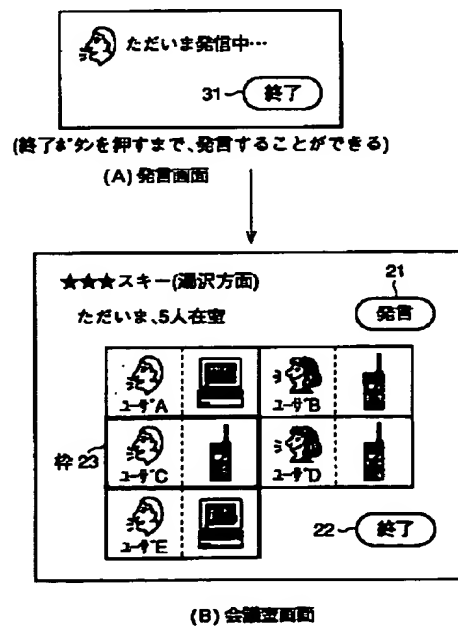 ただいま発信中…
31 終了
(終了ボタンを押すまで、発言することができる)
(A) 発言画面
★★★スキー(湯沢方面)
21
ただいま、5人在室
発言
ユーザA ユーザB
枠 23
ユーザC ユーザD
ユーザE
22 終了
(B) 会議室画面